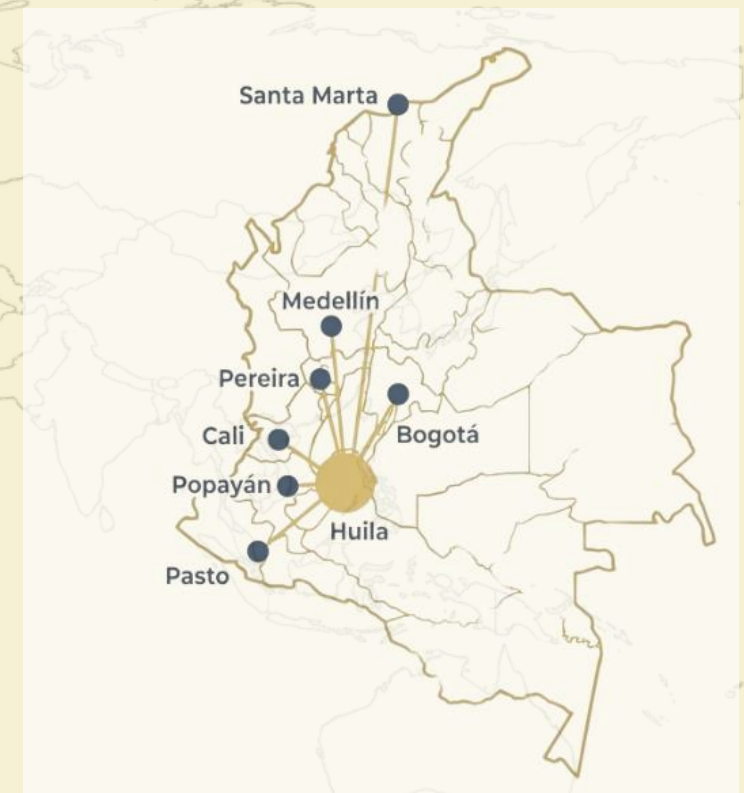 Santa Marta
Medellín
Pereira
Cali
Bogotá
Popayán
Huila
Pasto